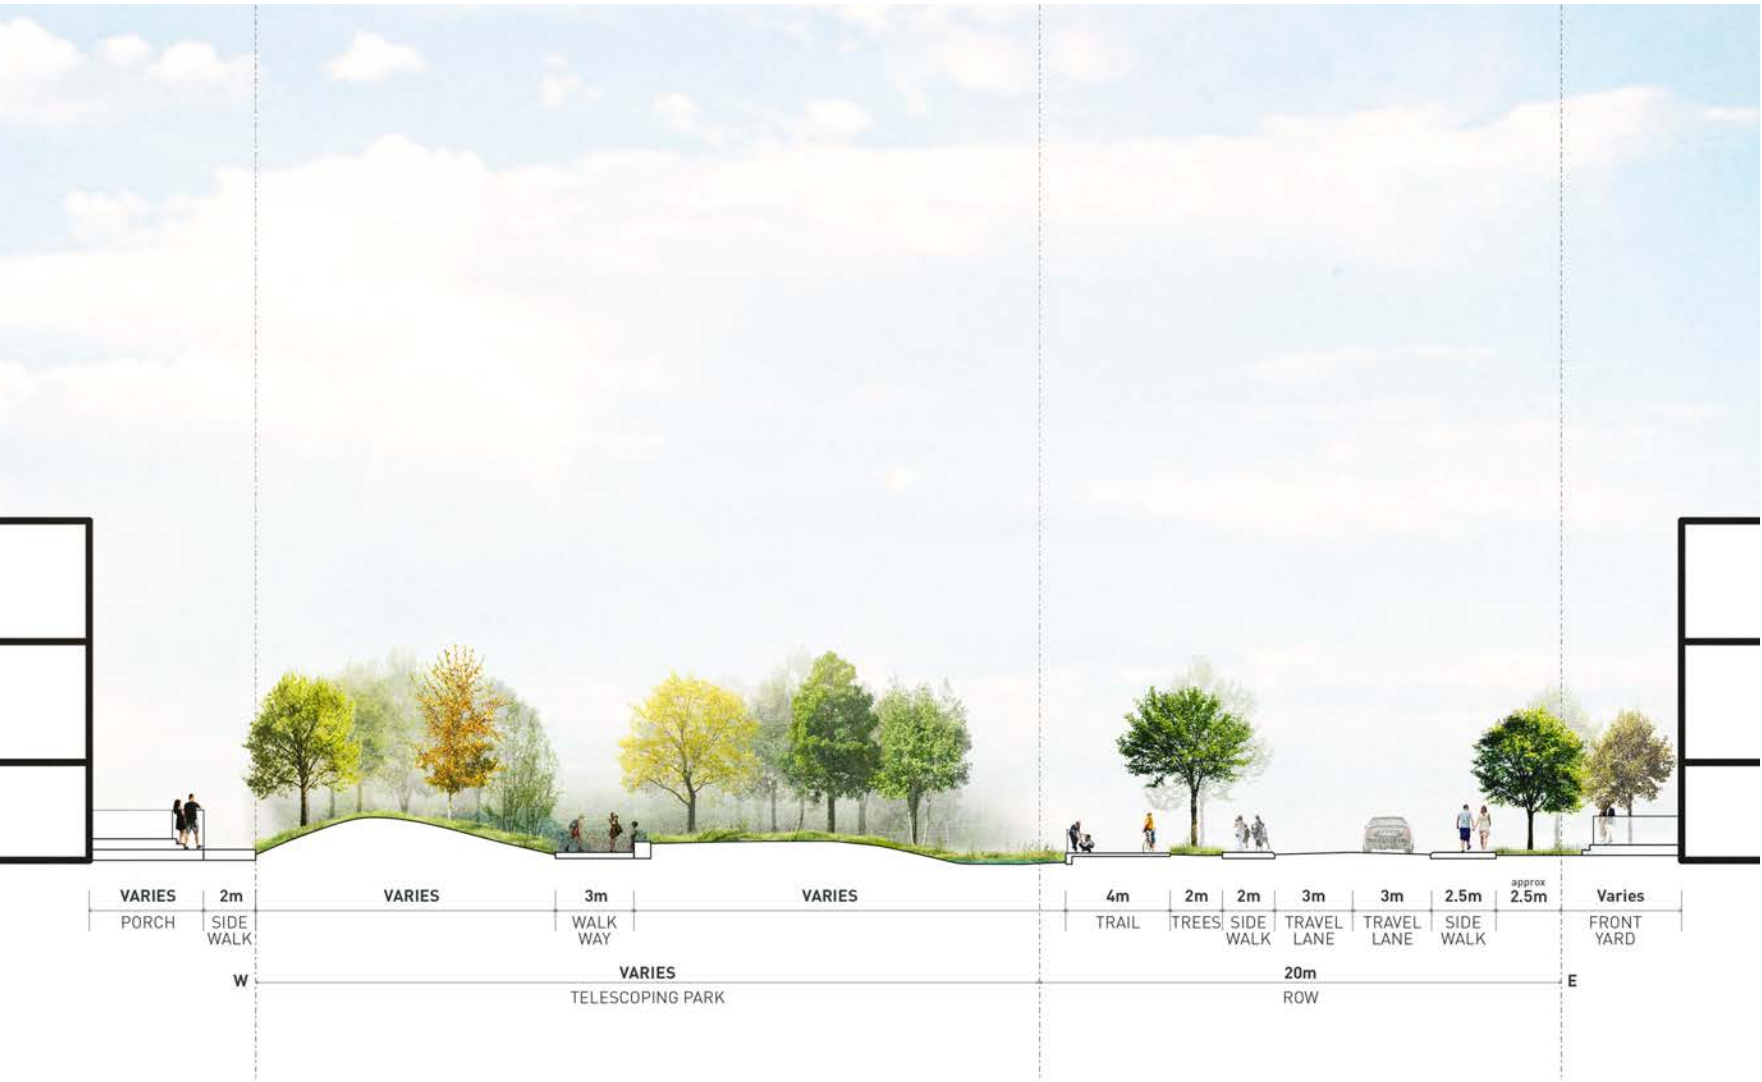 approx
VARIES 2m VARIES 3m VARIES 4m 2m 2m 3m 3m 2.5m 2.5m Varies
PORCH SIDE WALK TRAIL TREES SIDE TRAVEL TRAVEL SIDE FRONT
WALK WAY WALK LANE LANE WALK YARD
VARIES 20m
W E
TELESCOPING PARK ROW